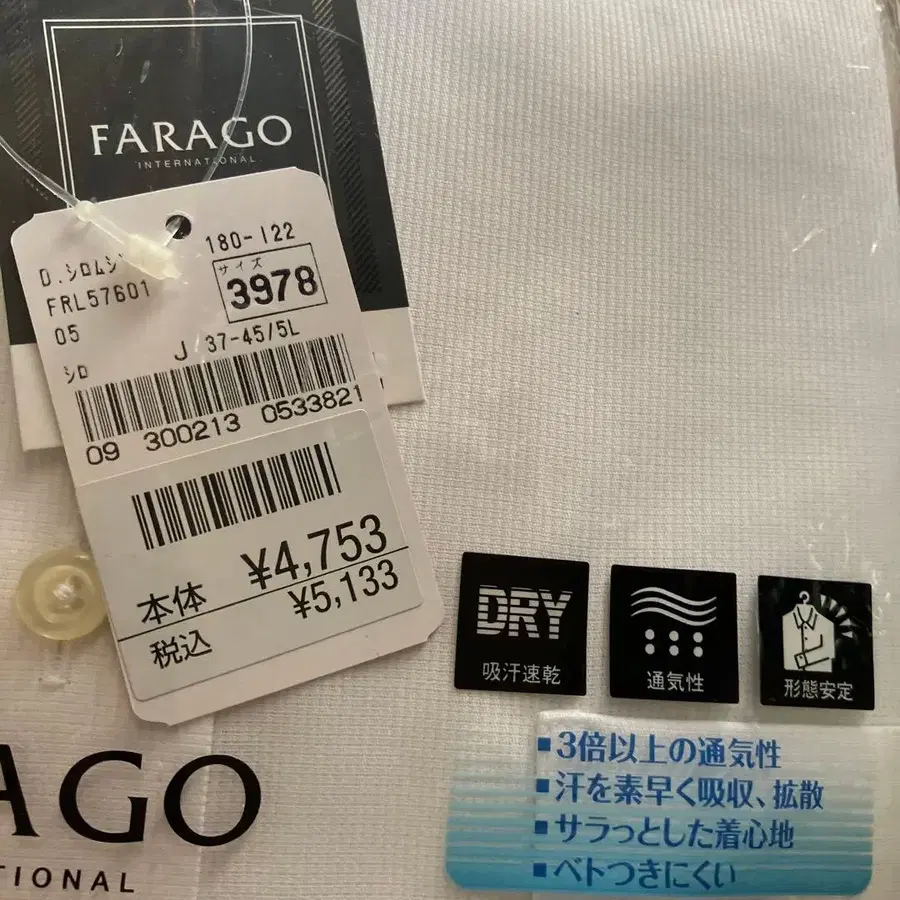 FARAGO
INTERNATIONAL
180-122
D.シロムジ
サイズ
3978
FRL57601
05
J 37-45/5L
シロ
09 300213 0533821
本体 ¥4,753
税込 ¥5,133
DRY
吸汗速乾
通気性
形態安定
AGO
TIONAL
■3倍以上の通気性
■汗を素早く吸収、拡散
■サラっとした着心地
■ベトつきにくい